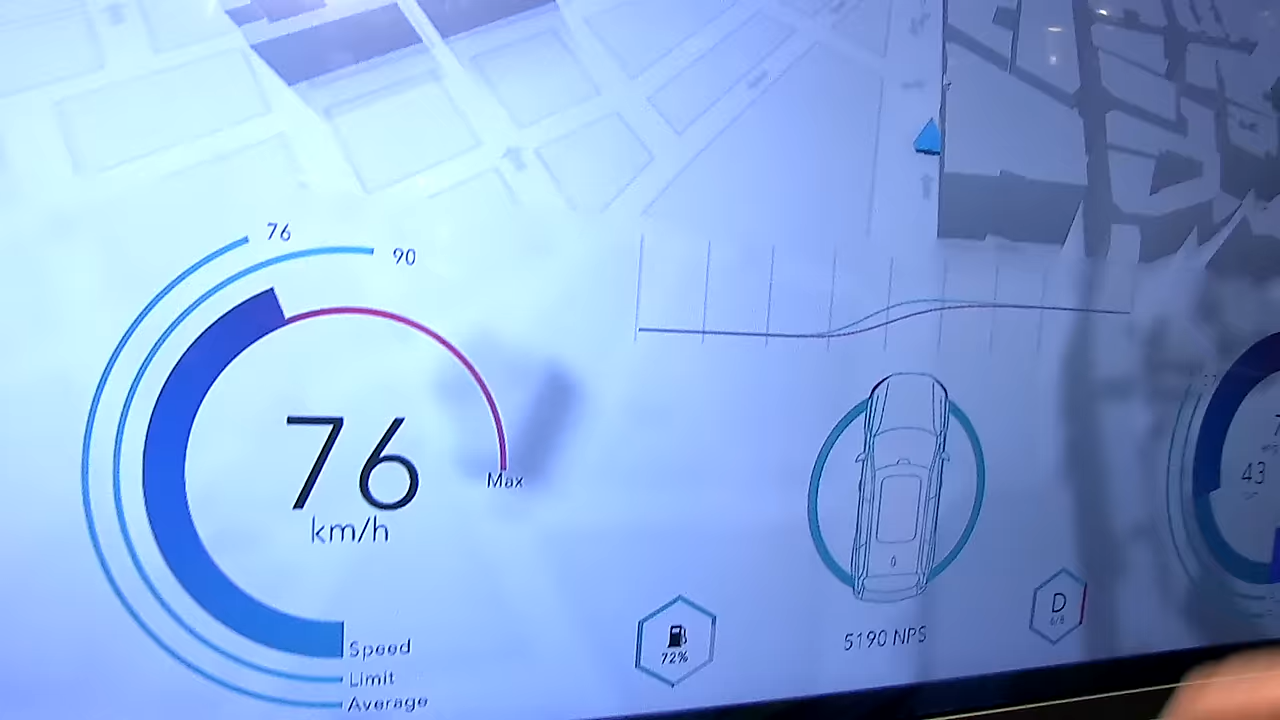 76
90
76
km/h
Max
Speed
Limit
Average
72%
5190 NPS
D
6/8
43